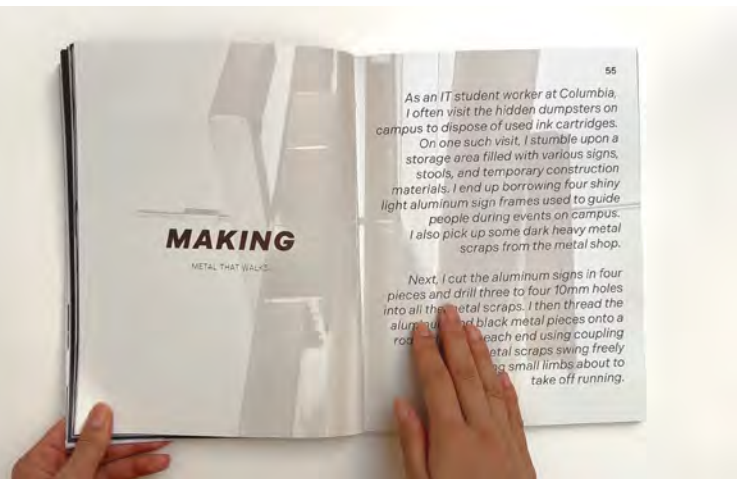 MAKING
METAL THAT WALKS
55
As an IT student worker at Columbia,
I often visit the hidden dumpsters on
campus to dispose of used ink cartridges.
On one such visit, I stumble upon a
storage area filled with various signs,
stools, and temporary construction
materials. I end up borrowing four shiny
light aluminum sign frames used to guide
people during events on campus.
I also pick up some dark heavy metal
scraps from the metal shop.
Next, I cut the aluminum signs in four
pieces and drill three to four 10mm holes
into all the metal scraps. I then thread the
black metal pieces onto a
each end using coupling
scraps swing freely
small limbs about to
take off running.